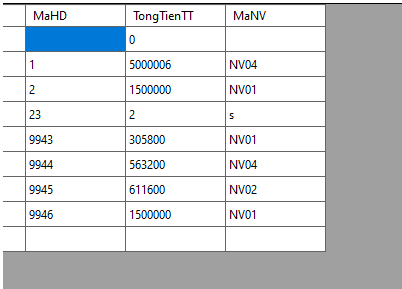 MaHD TongTienTT MaNV
0
1 5000006 NV04
2 1500000 NV01
23 2 s
9943 305800 NV01
9944 563200 NV04
9945 611600 NV02
9946 1500000 NV01